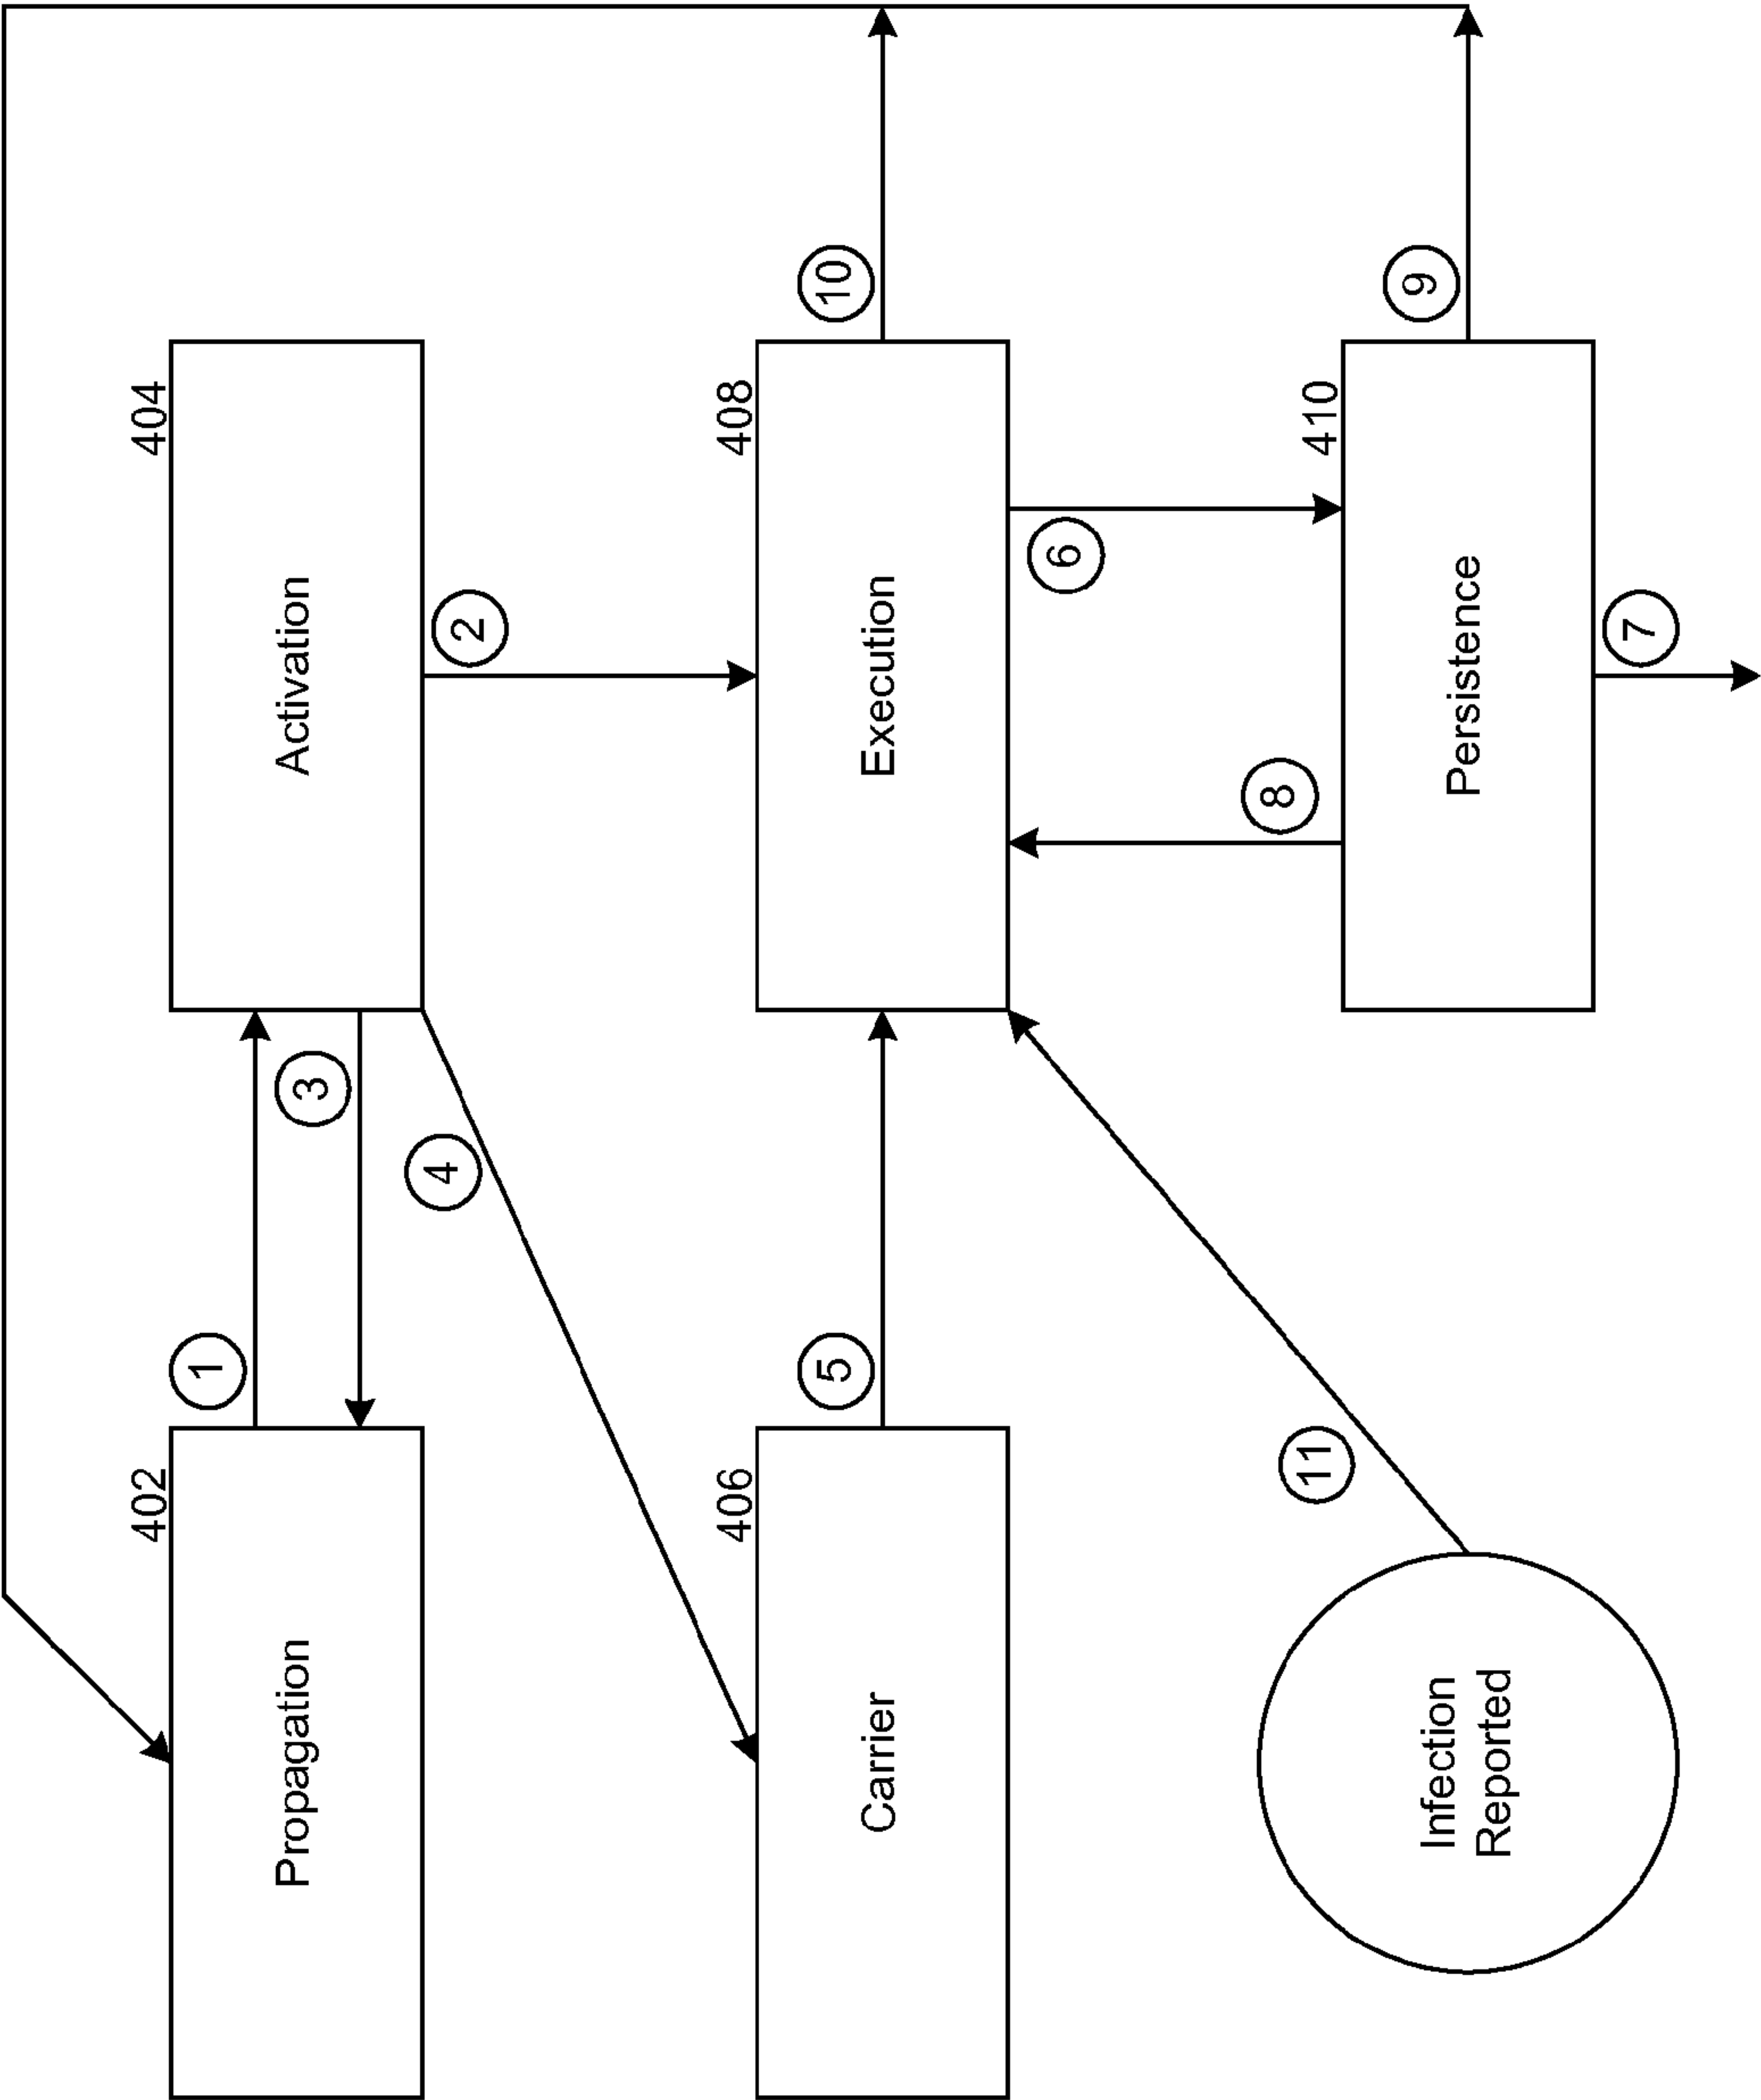 402
404
1
Propagation
3
Activation
4
2
406
408
5
10
Carrier
Execution
6
8
11
410
9
Infection
Reported
Persistence
7